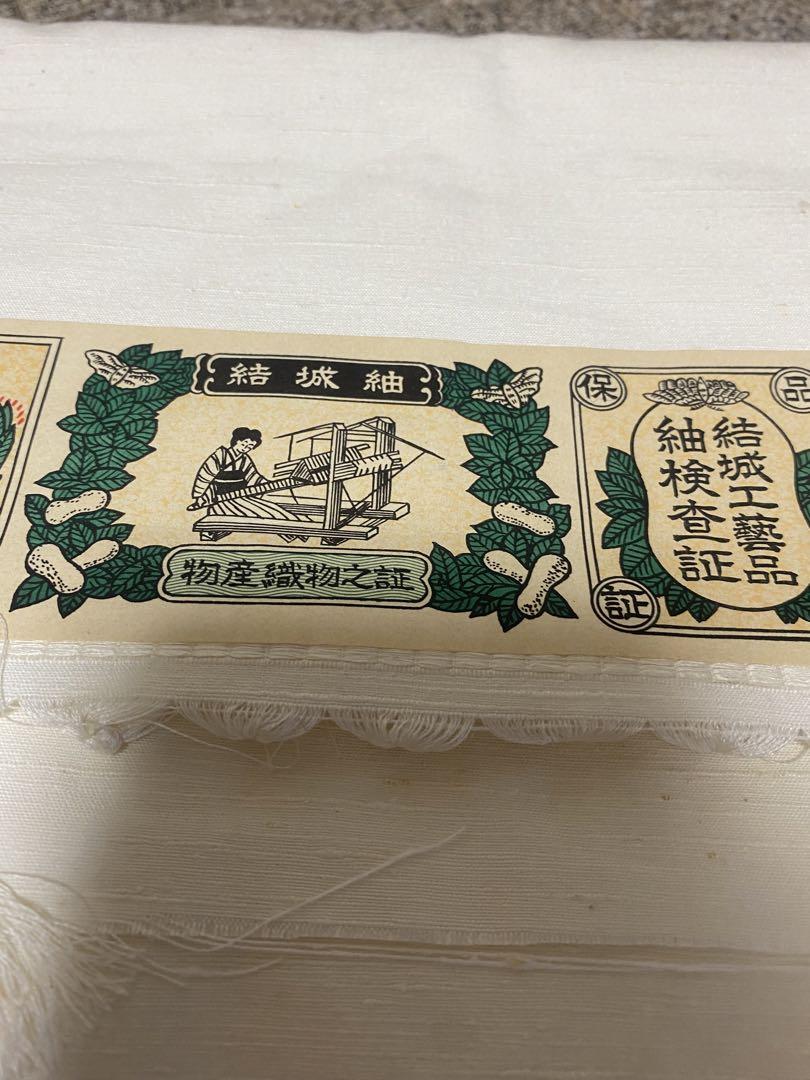 結城紬
物産織物之証
保
品
結城工藝品
紬検査証
証